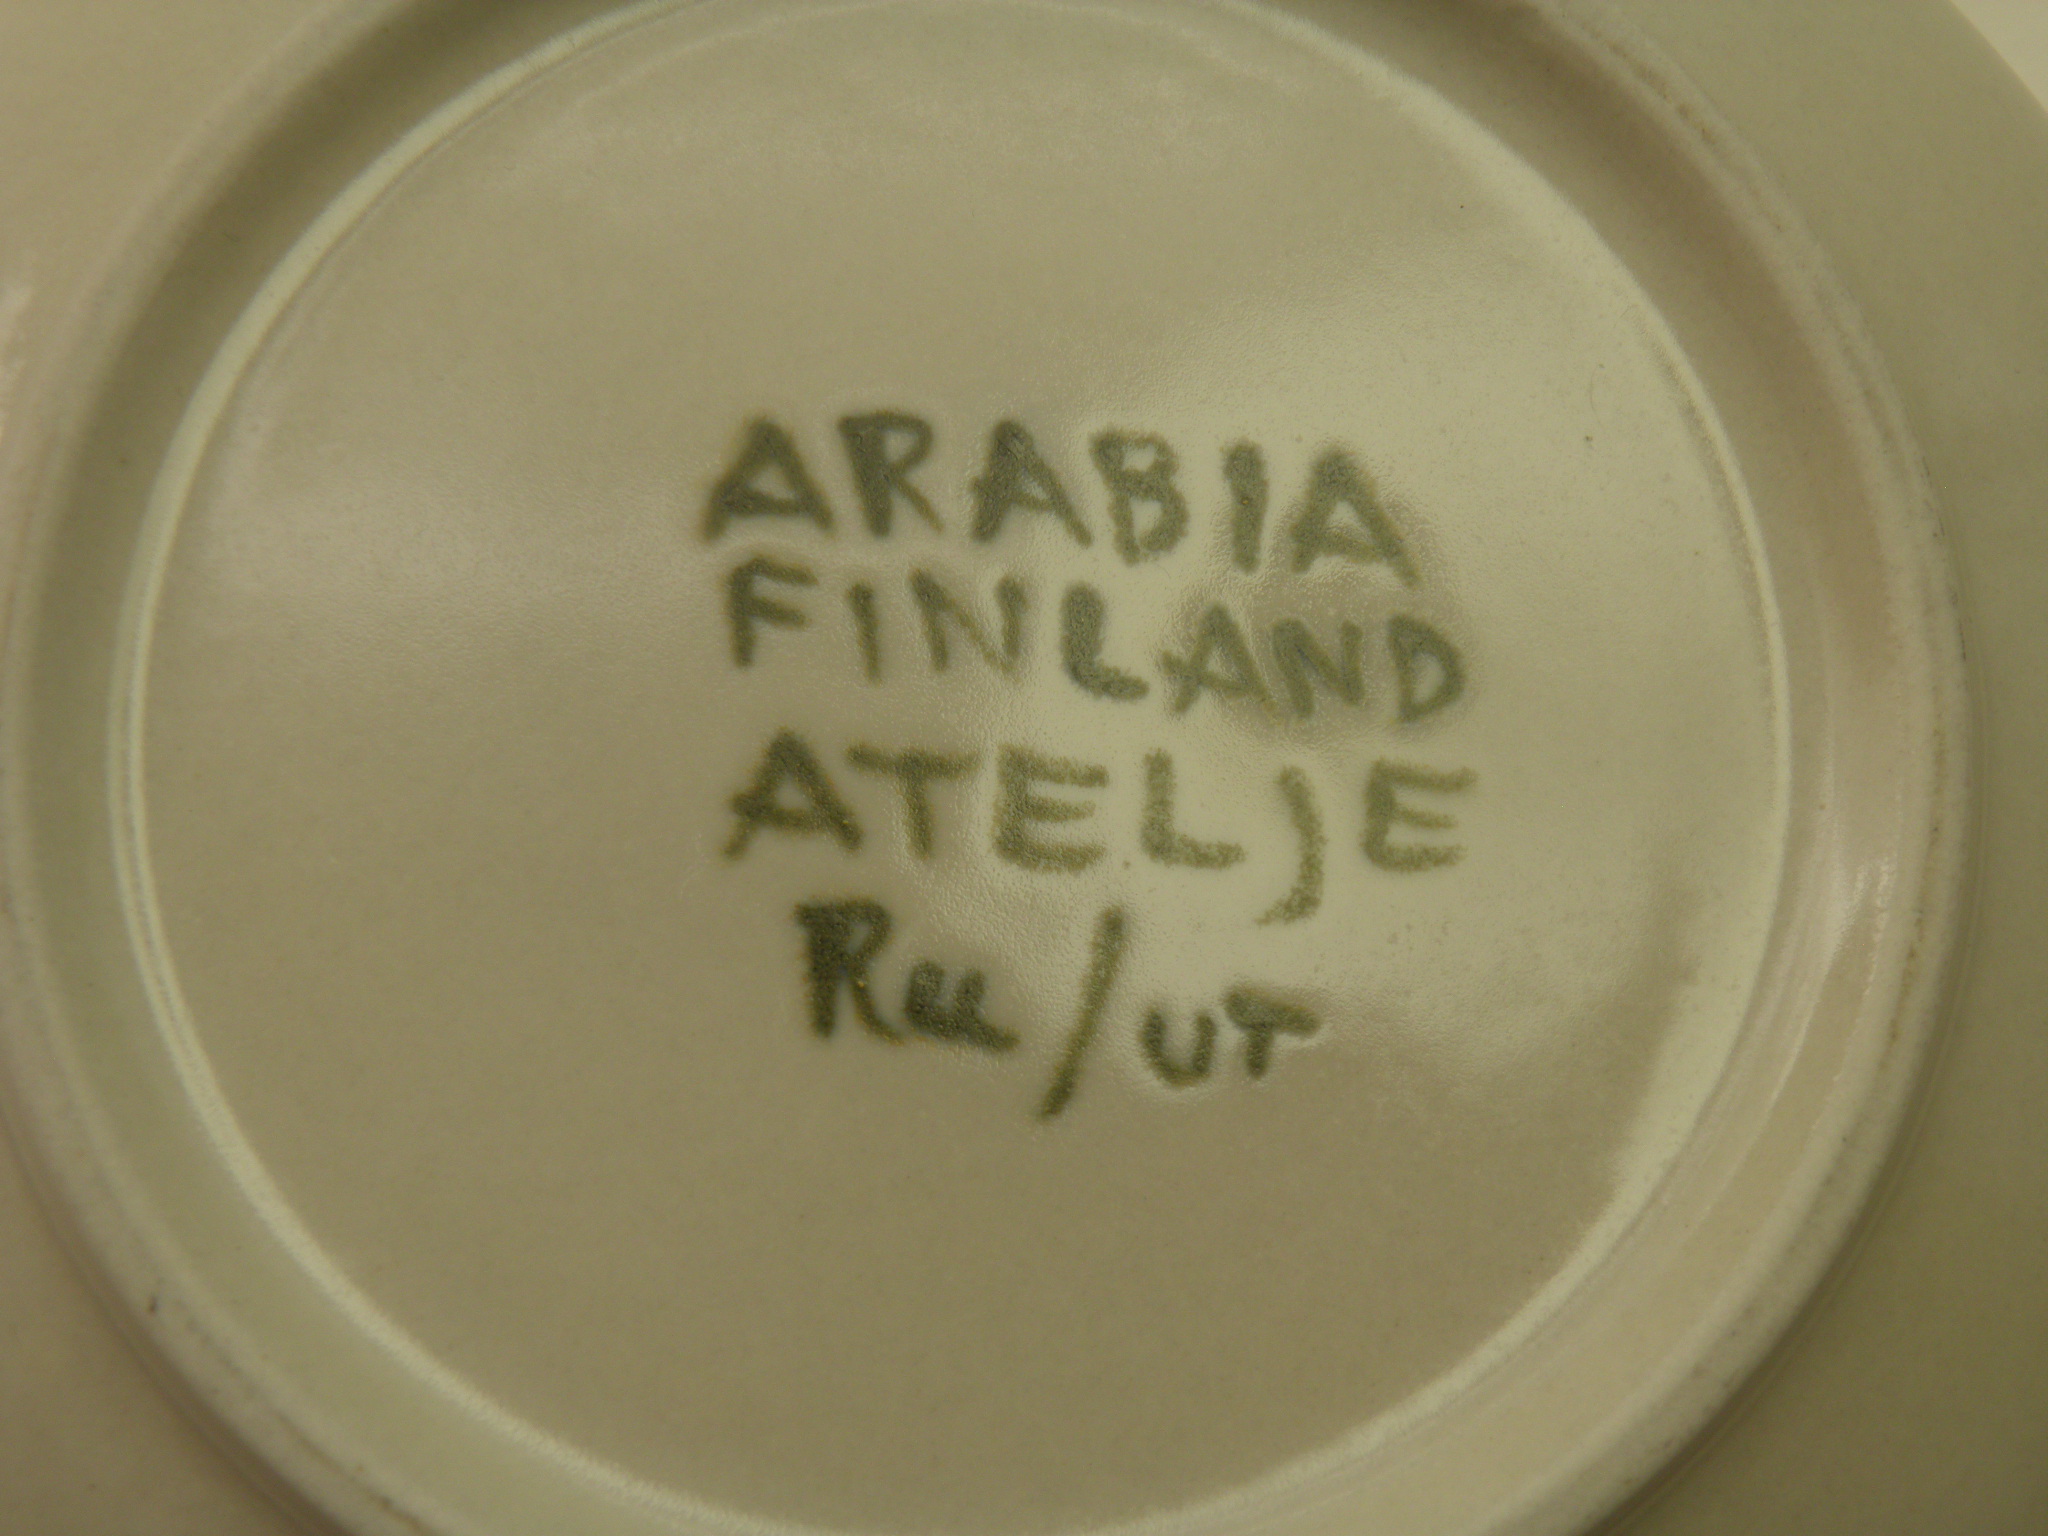 ARABIA
FINLAND
ATELJE
Ru/UT